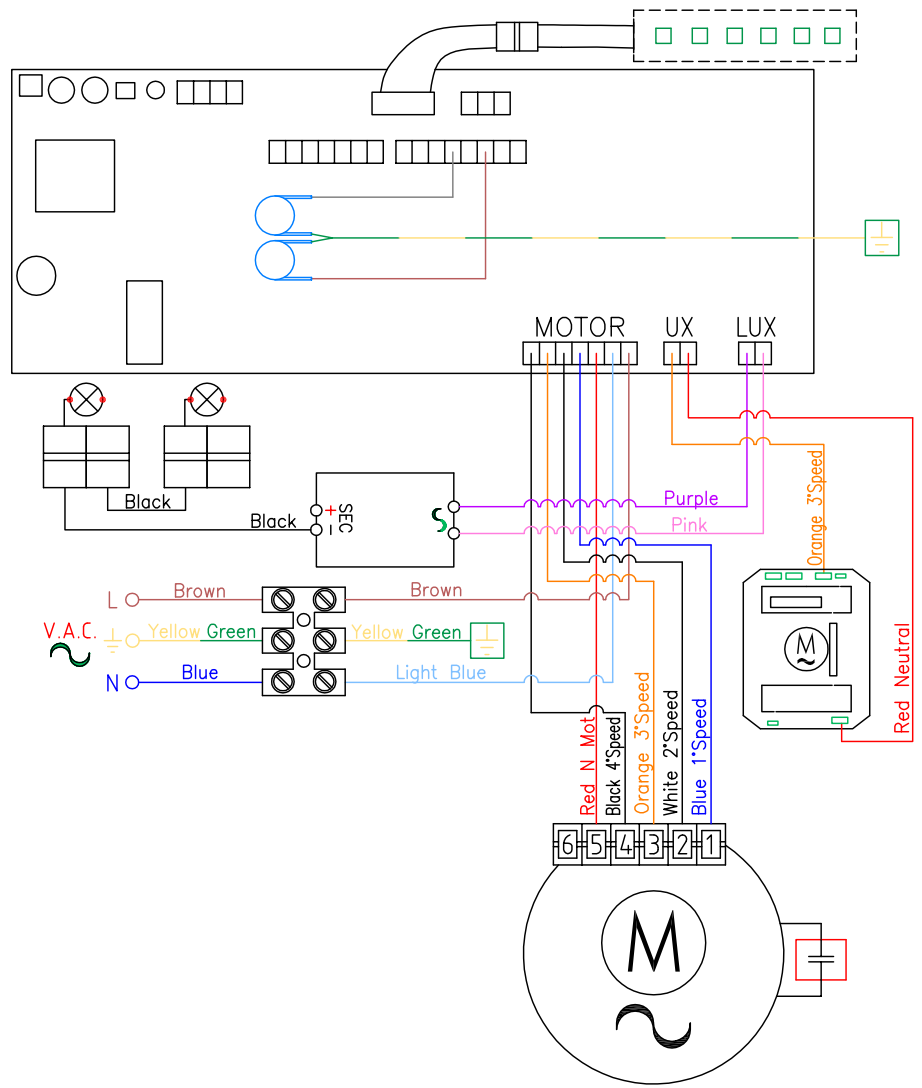 MOTOR UX LUX
Purple
Pink
Black
Black
+
SEC
-
Orange 3°Speed
L
Brown
Brown
V.A.C.
Yellow Green
Yellow Green
N
Blue
Light Blue
Red Neutral
M
Red N Mot
Black 4°Speed
Orange 3°Speed
White 2°Speed
Blue 1°Speed
6 5 4 3 2 1
M